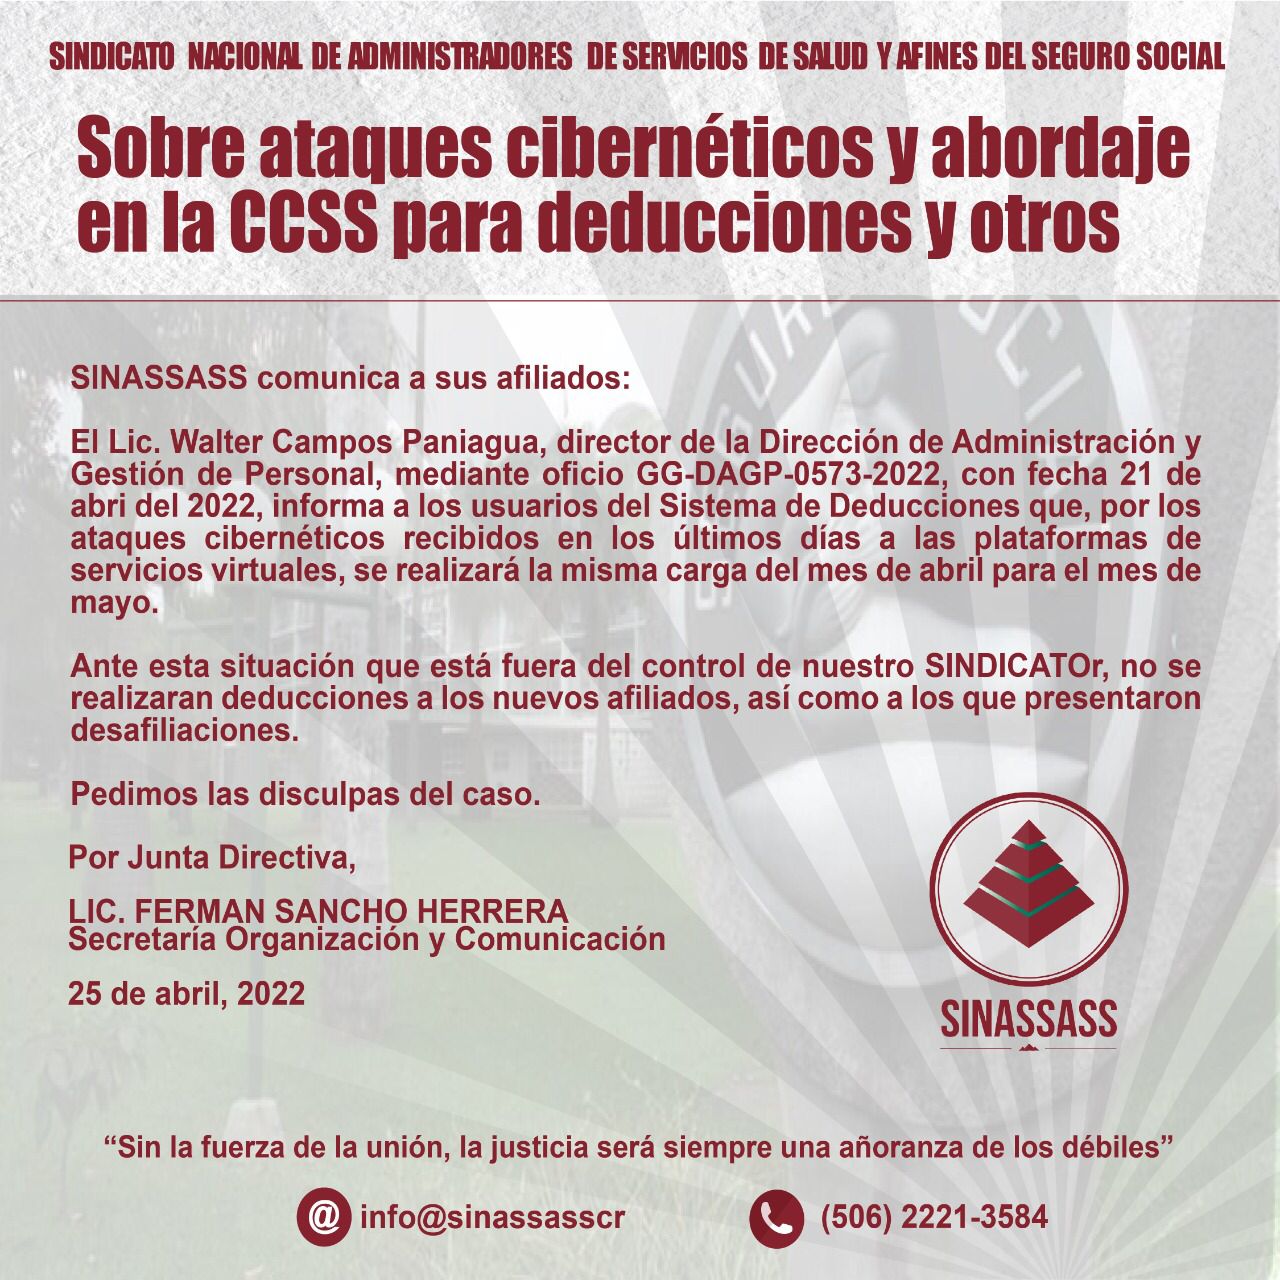 SINDICATO NACIONAL DE ADMINISTRADORES DE SERVICIOS DE SALUD Y AFINES DEL SEGURO SOCIAL
Sobre ataques cibernéticos y abordaje
en la CCSS para deducciones y otros
SINASSASS comunica a sus afiliados:
El Lic. Walter Campos Paniagua, director de la Dirección de Administración y
Gestión de Personal, mediante oficio GG-DAGP-0573-2022, con fecha 21 de
abri del 2022, informa a los usuarios del Sistema de Deducciones que, por los
ataques cibernéticos recibidos en los últimos días a las plataformas de
servicios virtuales, se realizará la misma carga del mes de abril para el mes de
mayo.
Ante esta situación que está fuera del control de nuestro SINDICATOr, no se
realizaran deducciones a los nuevos afiliados, así como a los que presentaron
desafiliaciones.
Pedimos las disculpas del caso.
Por Junta Directiva,
LIC. FERMAN SANCHO HERRERA
Secretaría Organización y Comunicación
25 de abril, 2022
SINASSASS
“Sin la fuerza de la unión, la justicia será siempre una añoranza de los débiles”
@ info@sinassasscr
(506) 2221-3584